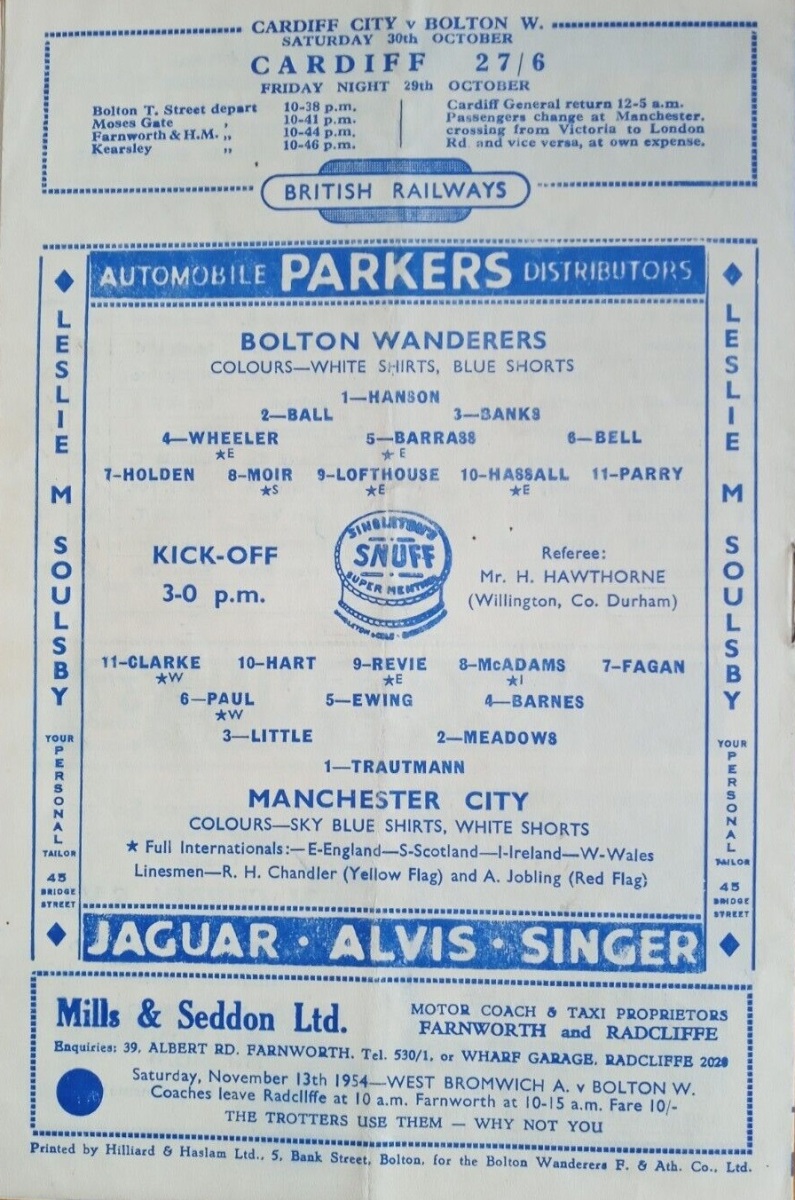 CARDIFF CITY v BOLTON W.
SATURDAY 30th OCTOBER
CARDIFF 27/6
FRIDAY NIGHT 29th OCTOBER
Bolton T. Street depart 10-38 p.m.
Moses Gate " 10-41 p.m.
Farnworth & H.M. " 10-44 p.m.
Kearsley " 10-46 p.m.
Cardiff General return 12-5 a.m.
Passengers change at Manchester.
crossing from Victoria to London
Rd. and vice versa, at own expense.
BRITISH RAILWAYS
AUTOMOBILE PARKERS DISTRIBUTORS
LESLIE M SOULSBY
YOUR
PERSONAL
TAILOR
45
BRIDGE
STREET
BOLTON WANDERERS
COLOURS—WHITE SHIRTS, BLUE SHORTS
1—HANSON
2—BALL 3—BANKS
4—WHEELER 5—BARRASS 6—BELL
★E ★E
7-HOLDEN 8-MOIR 9-LOFTHOUSE 10-HASSALL 11-PARRY
★S ★E ★E
KICK-OFF
3-0 p.m.
SINGLETON'S
SNUFF
SUPER MENTHOL
Referee:
Mr. H. HAWTHORNE
(Willington, Co. Durham)
11-CLARKE 10-HART 9-REVIE 8-McADAMS 7-FAGAN
★W ★E ★I
6—PAUL 5—EWING 4—BARNES
★W
3—LITTLE 2—MEADOWS
1—TRAUTMANN
MANCHESTER CITY
COLOURS—SKY BLUE SHIRTS, WHITE SHORTS
★ Full Internationals:—E-England—S-Scotland—I-Ireland—W-Wales
Linesmen—R. H. Chandler (Yellow Flag) and A. Jobling (Red Flag)
LESLIE M SOULSBY
YOUR
PERSONAL
TAILOR
45
BRIDGE
STREET
JAGUAR · ALVIS · SINGER
Mills & Seddon Ltd.
MOTOR COACH & TAXI PROPRIETORS
FARNWORTH and RADCLIFFE
Enquiries: 39, ALBERT RD. FARNWORTH. Tel. 530/1, or WHARF GARAGE, RADCLIFFE 2028
Saturday, November 13th 1954—WEST BROMWICH A. v BOLTON W.
Coaches leave Radcliffe at 10 a.m. Farnworth at 10-15 a.m. Fare 10/-
THE TROTTERS USE THEM — WHY NOT YOU
Printed by Hilliard & Haslam Ltd., 5, Bank Street, Bolton, for the Bolton Wanderers F. & Ath. Co., Ltd.